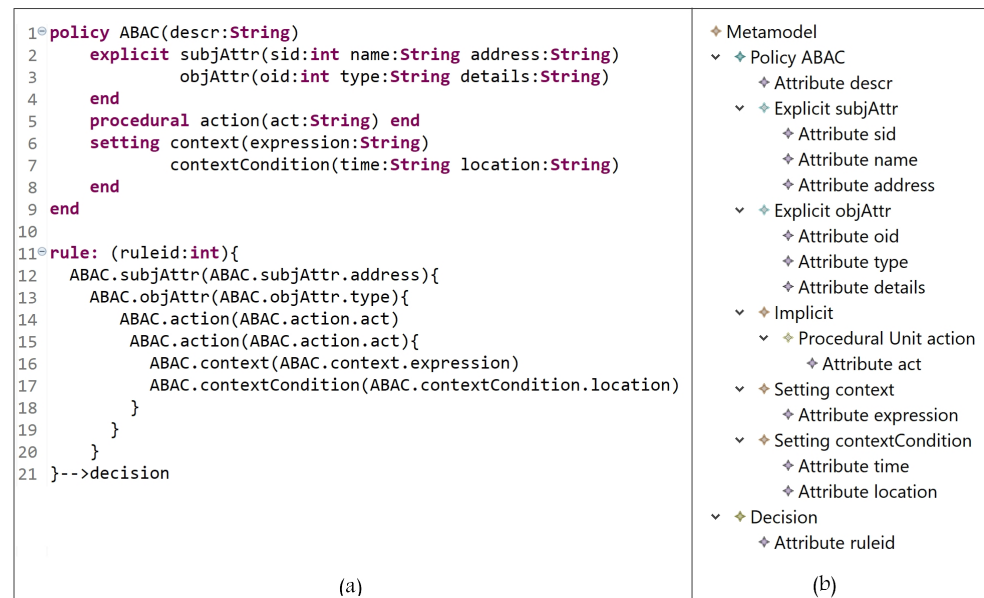 1 policy ABAC(descr:String)
2 explicit subjAttr(sid:int name:String address:String)
3 objAttr(oid:int type:String details:String)
4 end
5 procedural action(act:String) end
6 setting context(expression:String)
7 contextCondition(time:String location:String)
8 end
9 end
10
11 rule: (ruleid:int){
12 ABAC.subjAttr(ABAC.subjAttr.address){
13 ABAC.objAttr(ABAC.objAttr.type){
14 ABAC.action(ABAC.action.act)
15 ABAC.action(ABAC.action.act){
16 ABAC.context(ABAC.context.expression)
17 ABAC.contextCondition(ABAC.contextCondition.location)
18 }
19 }
20 }
21 }-->decision
(a)
Metamodel
Policy ABAC
Attribute descr
Explicit subjAttr
Attribute sid
Attribute name
Attribute address
Explicit objAttr
Attribute oid
Attribute type
Attribute details
Implicit
Procedural Unit action
Attribute act
Setting context
Attribute expression
Setting contextCondition
Attribute time
Attribute location
Decision
Attribute ruleid
(b)